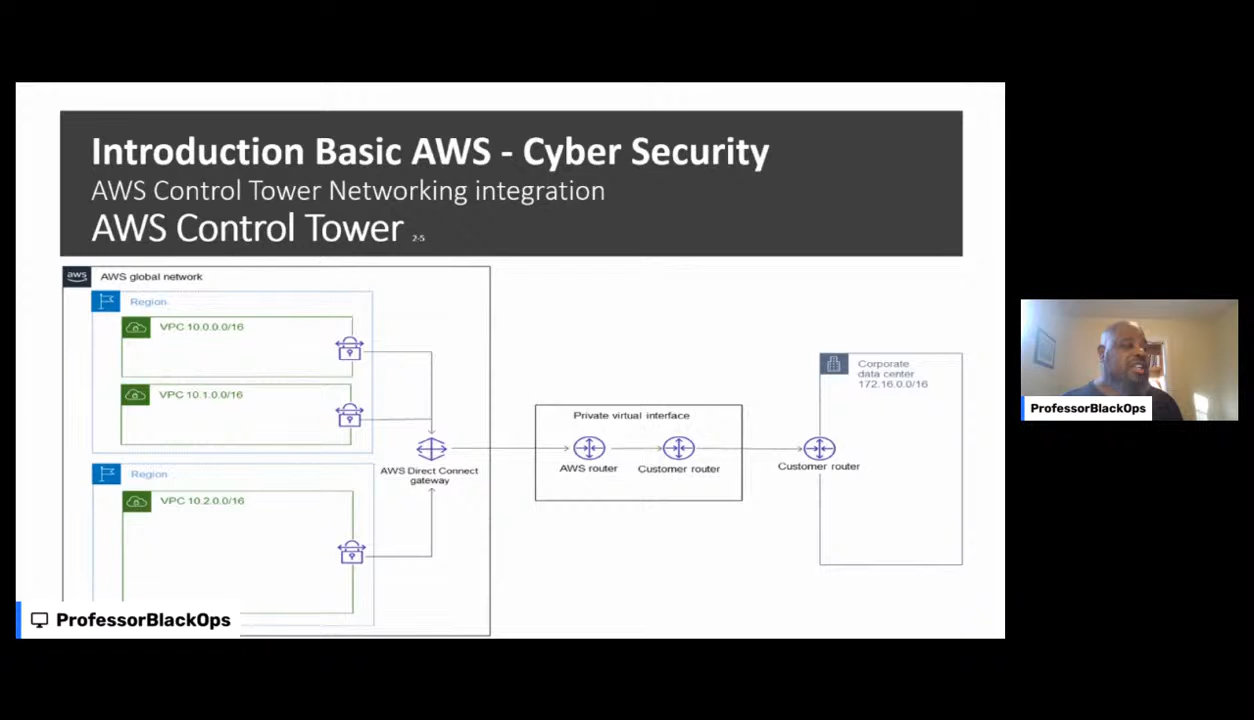 Introduction Basic AWS - Cyber Security
AWS Control Tower Networking integration
AWS Control Tower 2-5
aws
AWS global network
Region
VPC 10.0.0.0/16
VPC 10.1.0.0/16
AWS Direct Connect
gateway
Region
VPC 10.2.0.0/16
Private virtual interface
AWS router
Customer router
Customer router
Corporate
data center
172.16.0.0/16
ProfessorBlackOps
ProfessorBlackOps